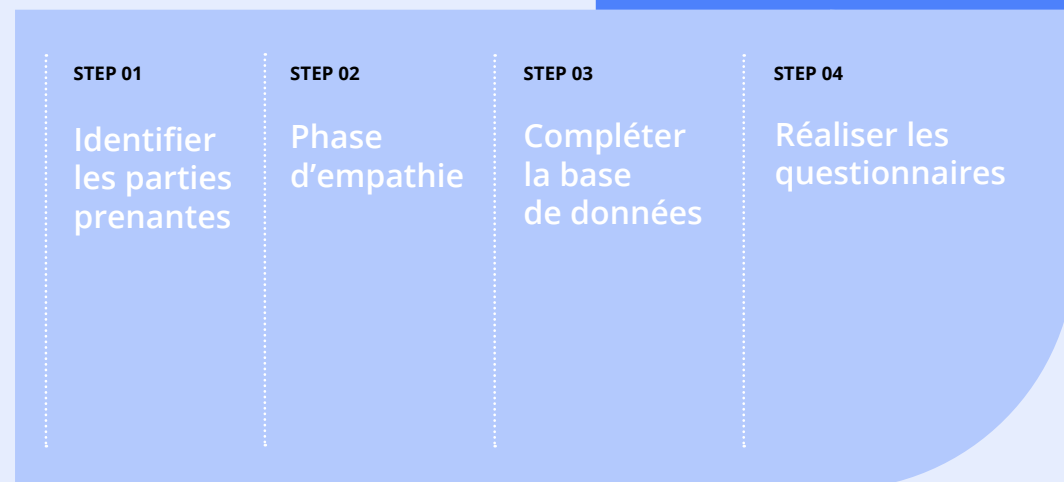 STEP 01
Identifier
les parties
prenantes
STEP 02
Phase
d’empathie
STEP 03
Compléter
la base
de données
STEP 04
Réaliser les
questionnaires